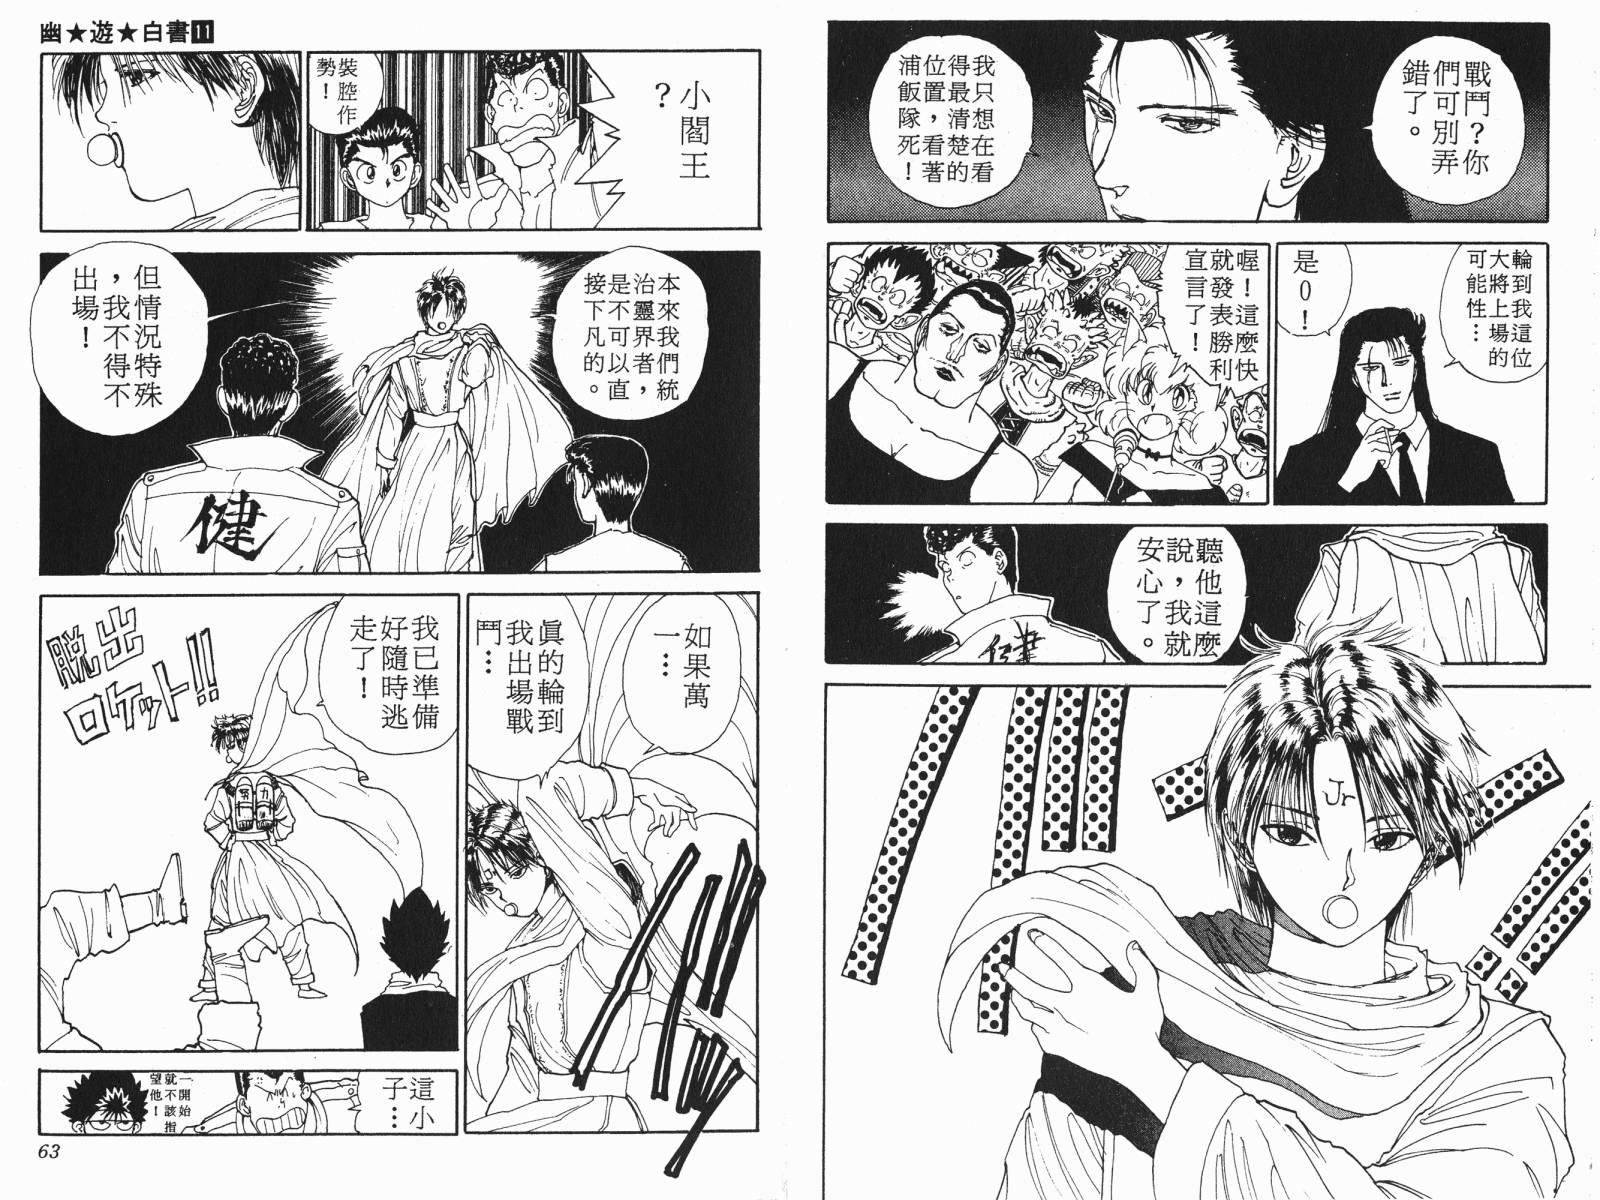 戰鬥？你
們可別弄
錯了。
我只想在看
得最清楚的
位置，看著
浦飯隊死！
輪到我這位
大將上場的
可能性…
是0！
喔！這麼快
就發表勝利
宣言了！
聽他這麼
說，我就
安心了。
健
Jr
幽★遊★白書11
小閻王
？
裝腔作
勢！
本來我們統
治靈界者，
是不可以直
接下凡的。
但情況特殊
，我不得不
出場！
健
如果萬
一…
真的輪到
我出場戰
鬥…
我已準備
好隨時逃
走了！
脱出
ロケット!!
這小
子…
一開始
就不該指
望他！
63